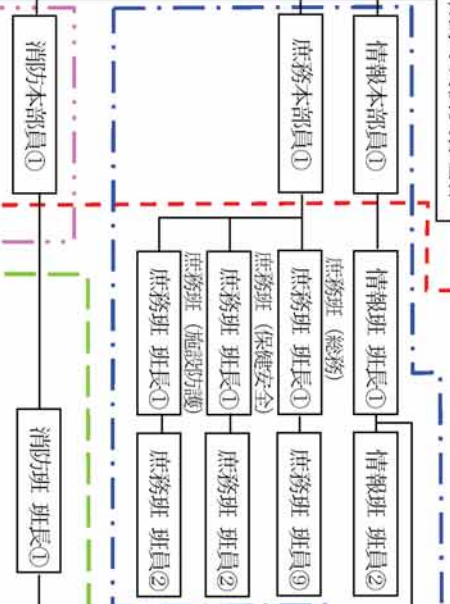 情報本部員①
情報班 班長①
情報班 班員②
庶務班 (総務)
庶務本部員①
庶務班 班長①
庶務班 班員⑨
庶務班 (保健安全)
庶務班 班長①
庶務班 班員②
庶務班 (施設防護)
庶務班 班長①
庶務班 班員②
消防本部員①
消防班 班長①